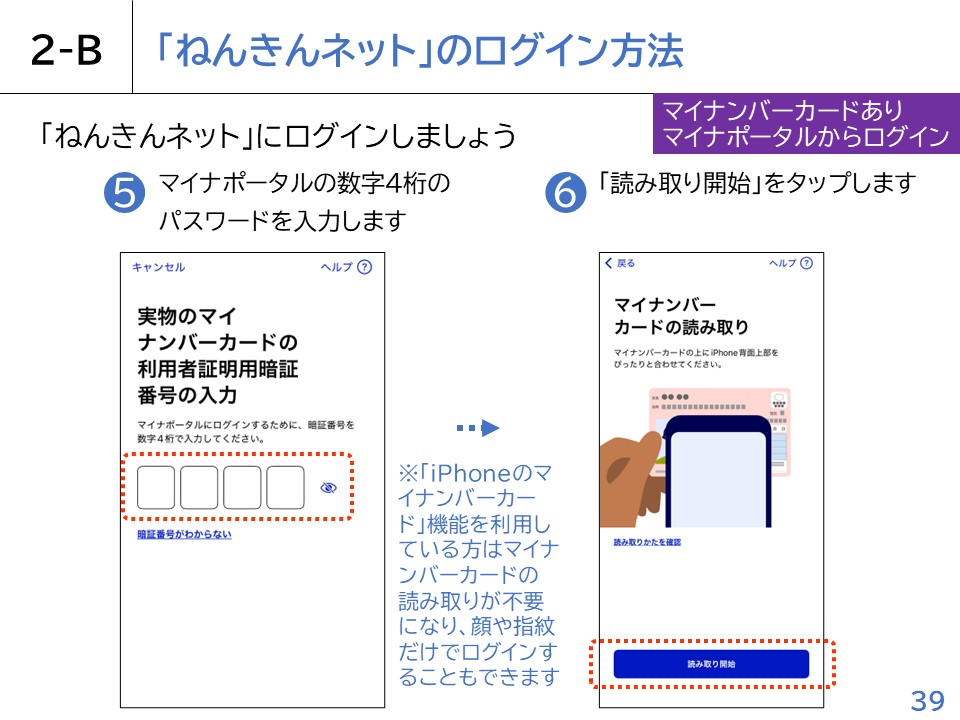 2-B
「ねんきんネット」のログイン方法
マイナンバーカードあり
マイナポータルからログイン
「ねんきんネット」にログインしましょう
5
マイナポータルの数字4桁の
パスワードを入力します
6
「読み取り開始」をタップします
キャンセル
ヘルプ ?
実物のマイ
ナンバーカードの
利用者証明用暗証
番号の入力
マイナポータルにログインするために、暗証番号を
数字4桁で入力してください。
暗証番号がわからない
※「iPhoneのマ
イナンバーカー
ド」機能を利用し
ている方はマイナ
ンバーカードの
読み取りが不要
になり、顔や指紋
だけでログインす
ることもできます
戻る
ヘルプ ?
マイナンバー
カードの読み取り
マイナンバーカードの上にiPhone背面上部を
ぴったりと合わせてください。
読み取りかたを確認
読み取り開始
39